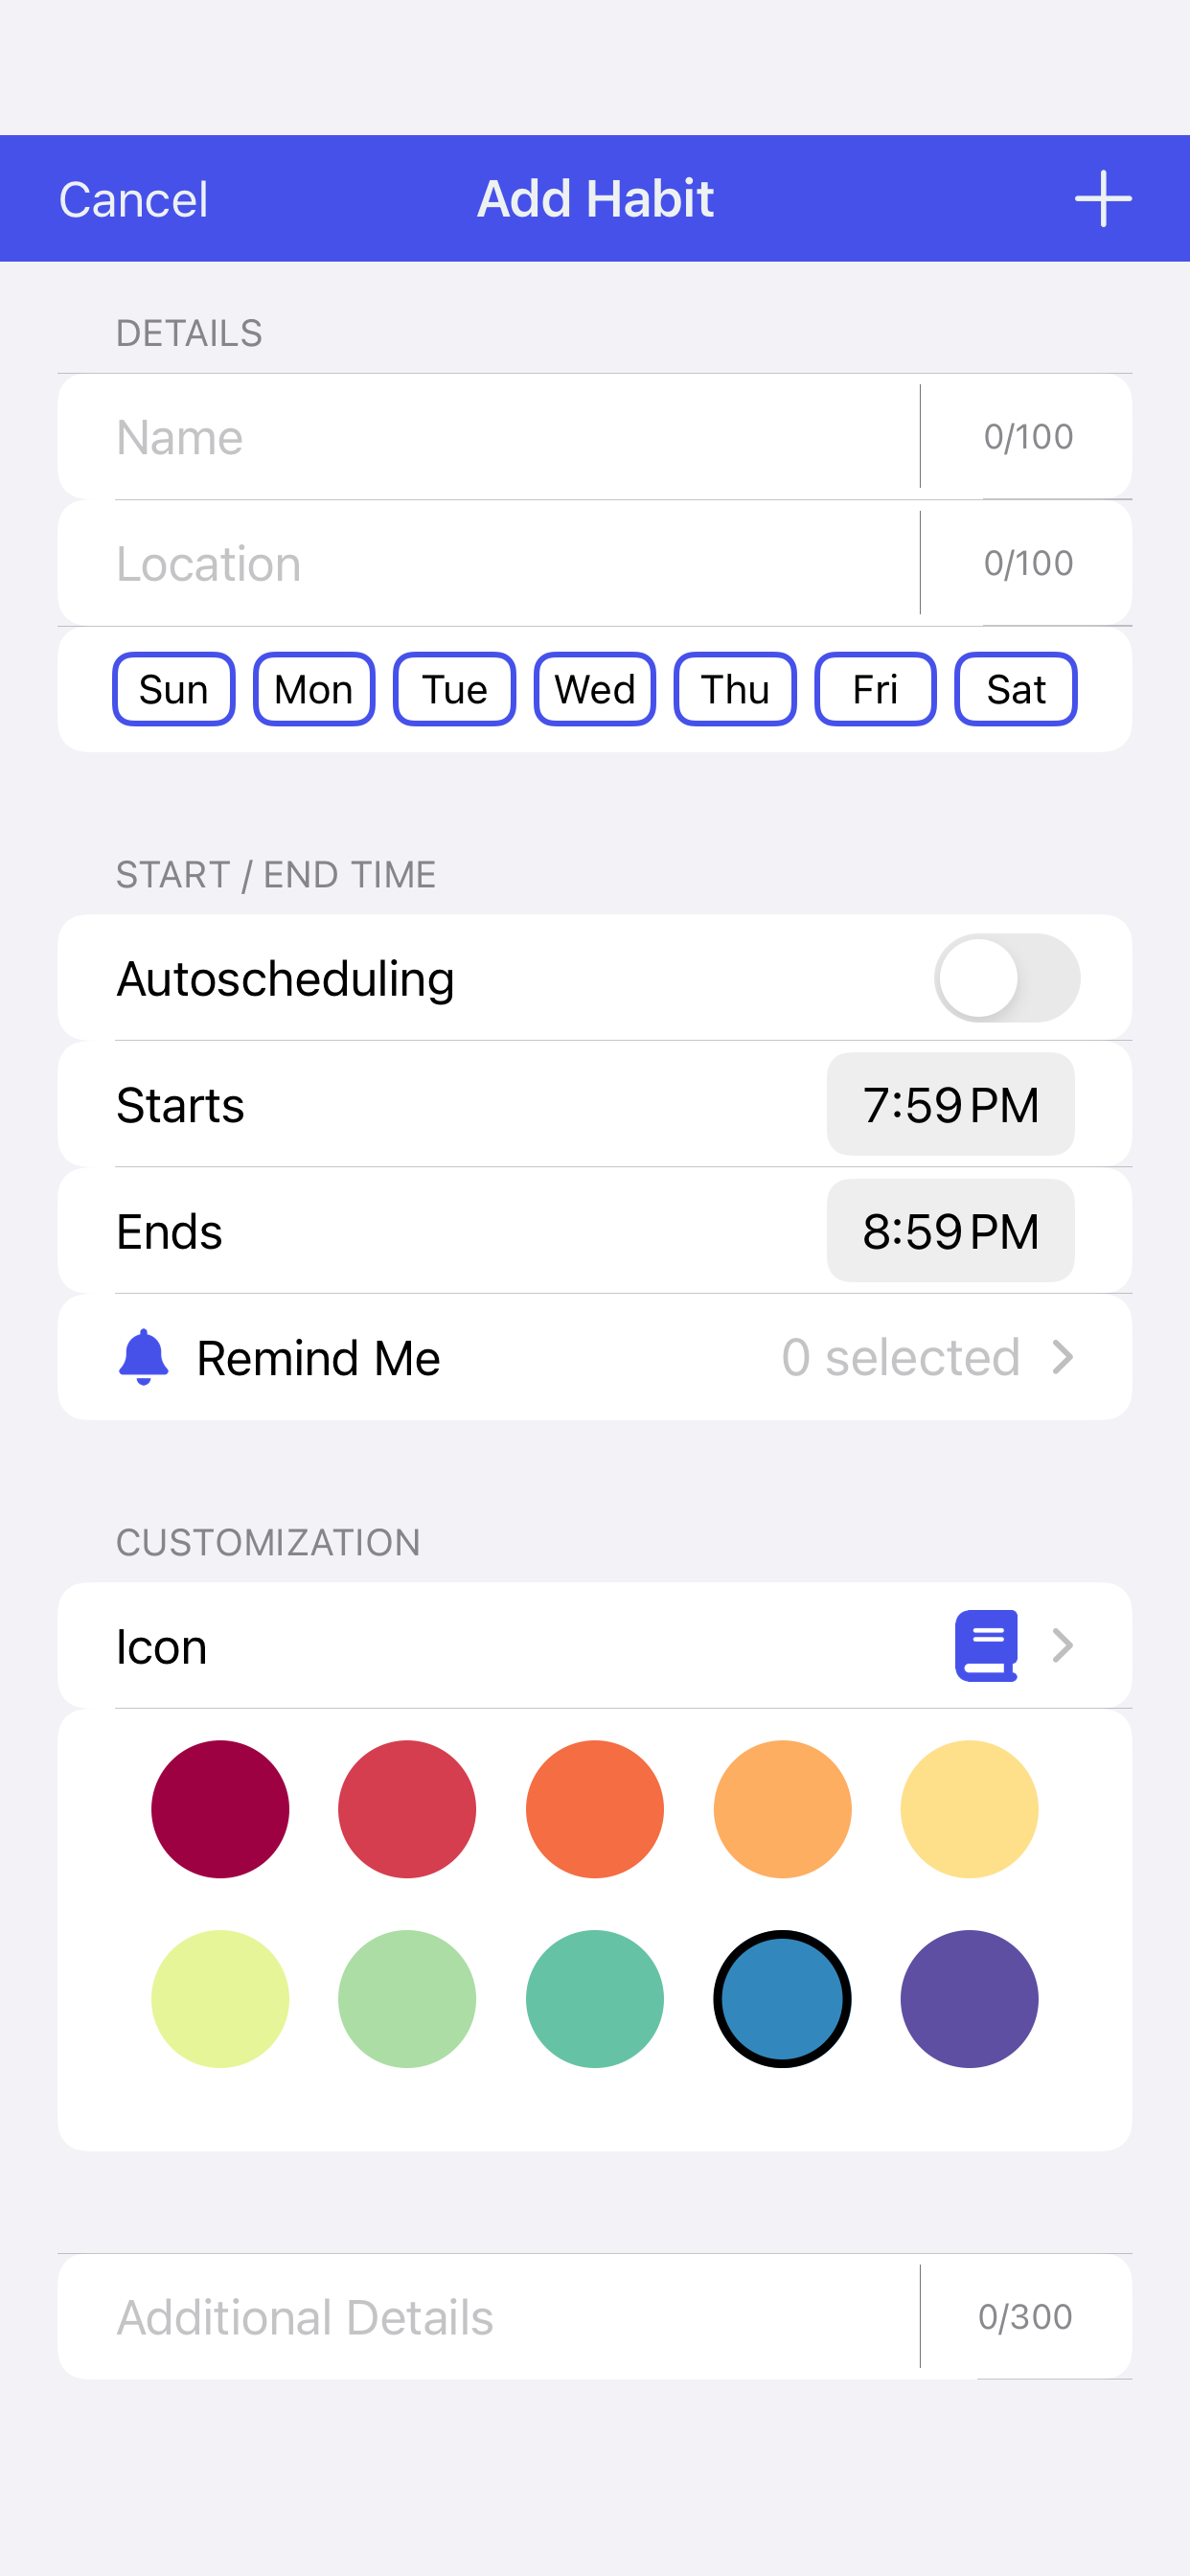 Cancel Add Habit
DETAILS
Name 0/100
Location 0/100
Sun Mon Tue Wed Thu Fri Sat
START / END TIME
Autoscheduling
Starts 7:59 PM
Ends 8:59 PM
Remind Me 0 selected
CUSTOMIZATION
Icon
Additional Details 0/300